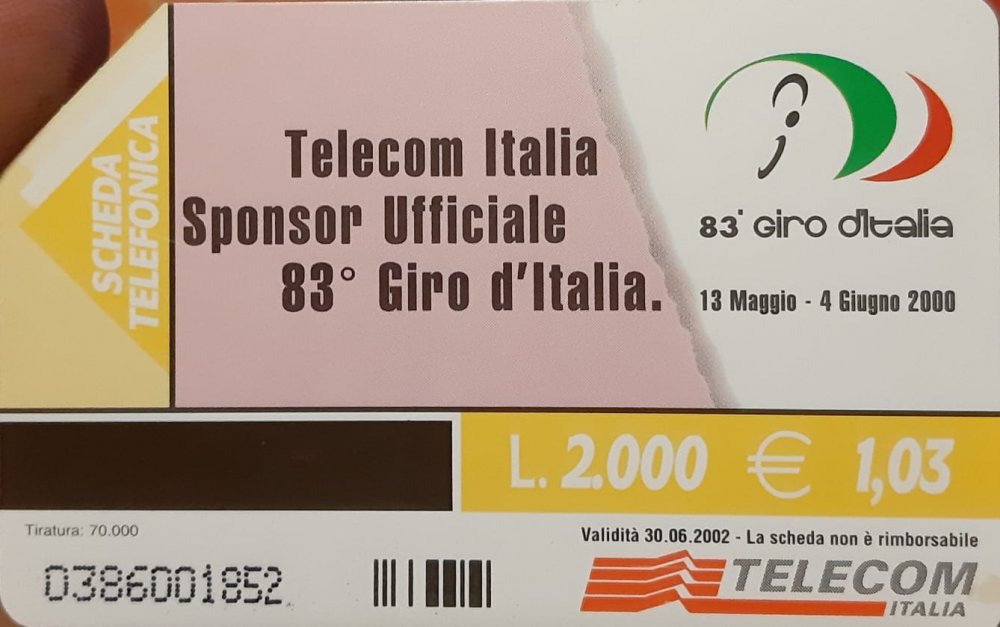 SCHEDA
TELEFONICA
Telecom Italia
Sponsor Ufficiale
83° Giro d'Italia.
83° Giro d'Italia
13 Maggio - 4 Giugno 2000
L. 2.000 € 1,03
Tiratura: 70.000
Validità 30.06.2002 - La scheda non è rimborsabile
0386001852
TELECOM
ITALIA